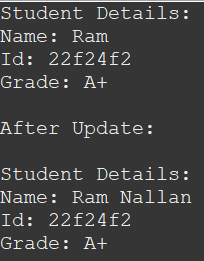 Student Details:
Name: Ram
Id: 22f24f2
Grade: A+
After Update:
Student Details:
Name: Ram Nallan
Id: 22f24f2
Grade: A+